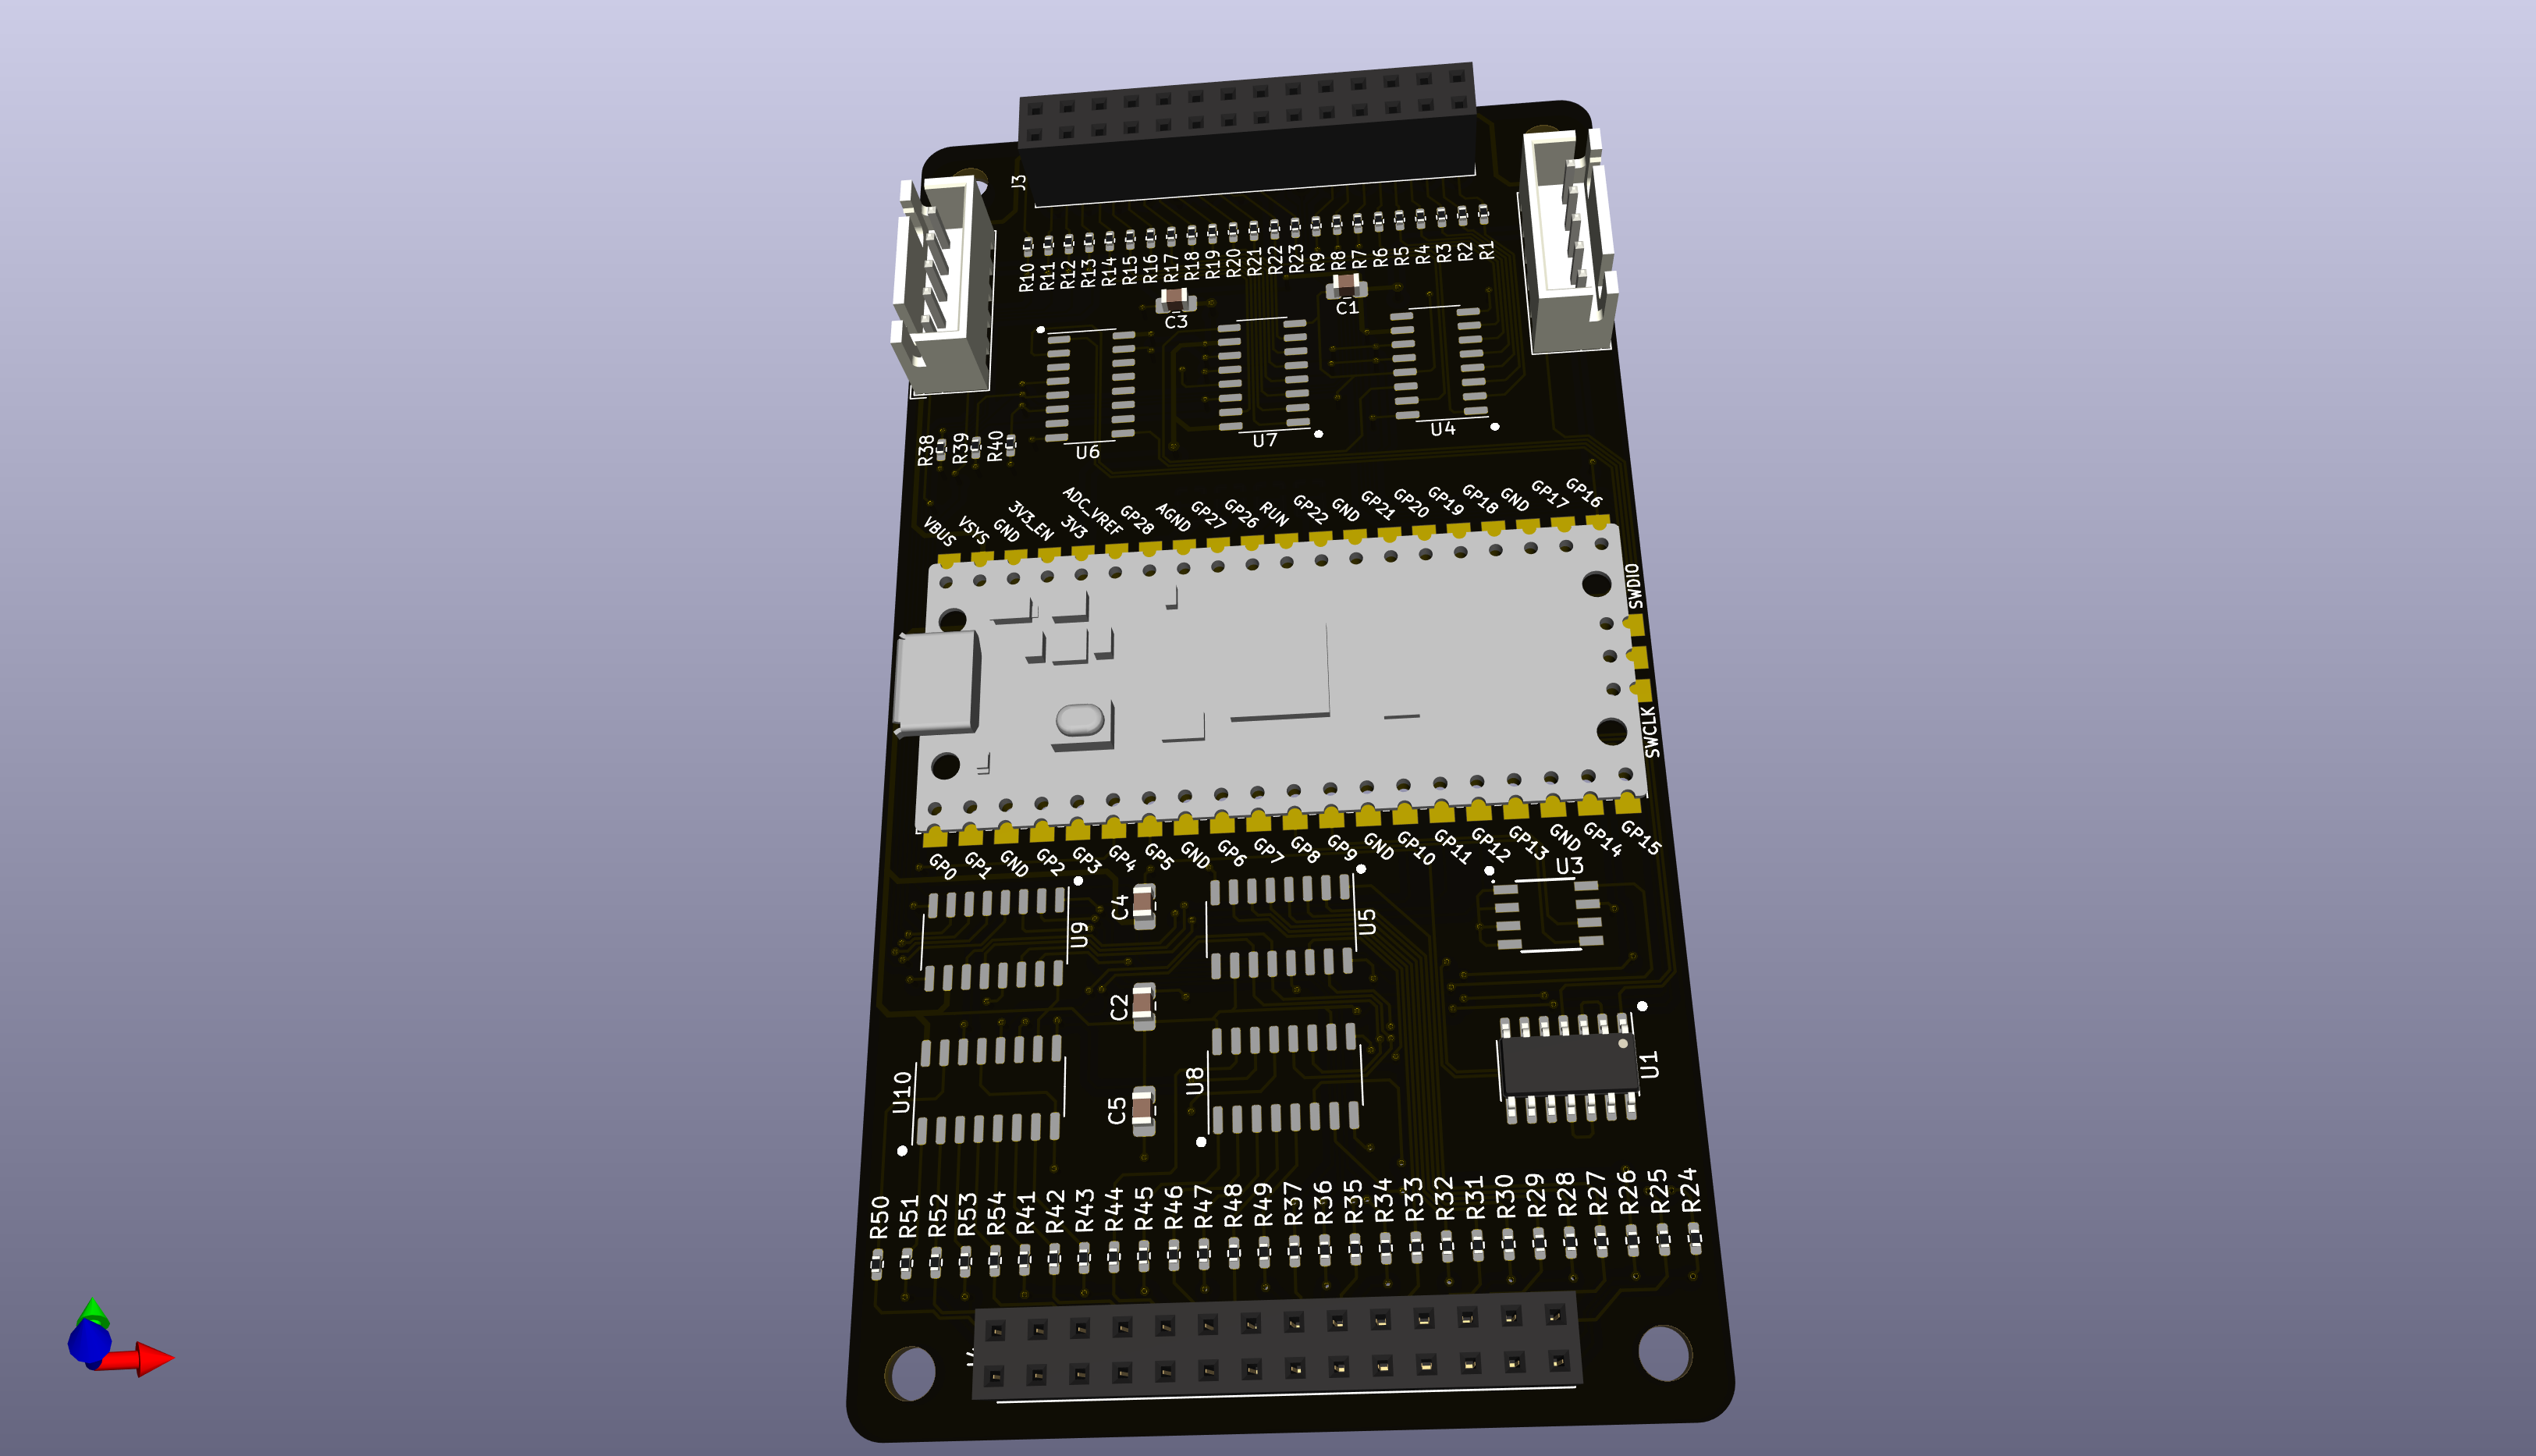 J3
R10 R11 R12 R13 R14 R15 R16 R17 R18 R19 R20 R21 R22 R23 R9 R8 R7 R6 R5 R4 R3 R2 R1
C3 C1
U6 U7 U4
R38 R39 R40
VBUS VSYS GND 3V3_EN 3V3 ADC_VREF GP28 AGND GP27 GP26 RUN GP22 GND GP21 GP20 GP19 GP18 GND GP17 GP16
SWDIO
SWCLK
GP0 GP1 GND GP2 GP3 GP4 GP5 GND GP6 GP7 GP8 GP9 GND GP10 GP11 GP12 GP13 GND GP14 GP15
U3
U9 C4 U5
C2
U10 C5 U8 U1
R50 R51 R52 R53 R54 R41 R42 R43 R44 R45 R46 R47 R48 R49 R37 R36 R35 R34 R33 R32 R31 R30 R29 R28 R27 R26 R25 R24